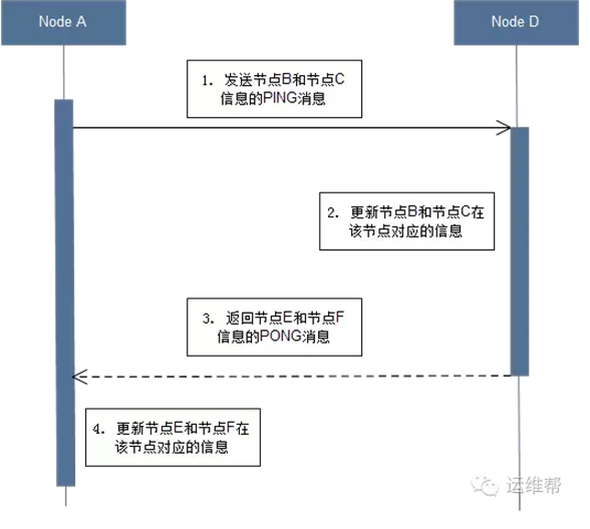 Node A
Node D
1. 发送节点B和节点C
信息的PING消息
2. 更新节点B和节点C在
该节点对应的信息
3. 返回节点E和节点F
信息的PONG消息
4. 更新节点E和节点F在
该节点对应的信息
运维帮